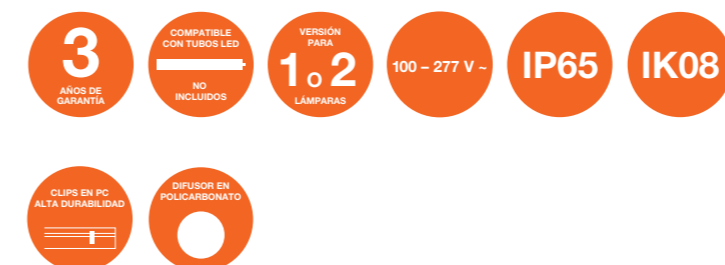 3
AÑOS DE
GARANTÍA
COMPATIBLE
CON TUBOS LED
NO
INCLUIDOS
VERSIÓN
PARA
1 o 2
LÁMPARAS
100 – 277 V ~
IP65
IK08
CLIPS EN PC
ALTA DURABILIDAD
DIFUSOR EN
POLICARBONATO